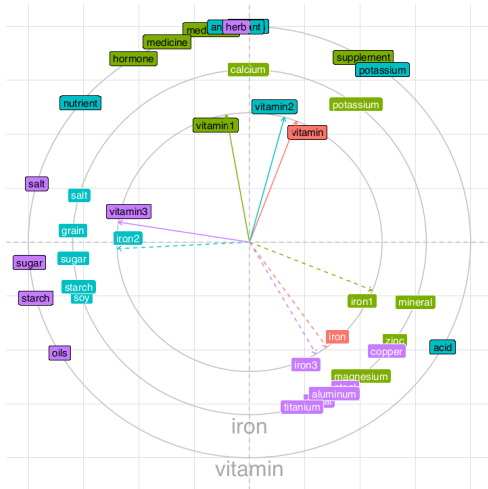 herb
medicine
hormone
supplement
potassium
calcium
nutrient
vitamin2
potassium
vitamin1
vitamin
salt
salt
vitamin3
grain
iron2
sugar
sugar
starch
starch
soy
iron1
mineral
iron
zinc
copper
acid
oils
iron3
magnesium
aluminum
titanium
iron
vitamin